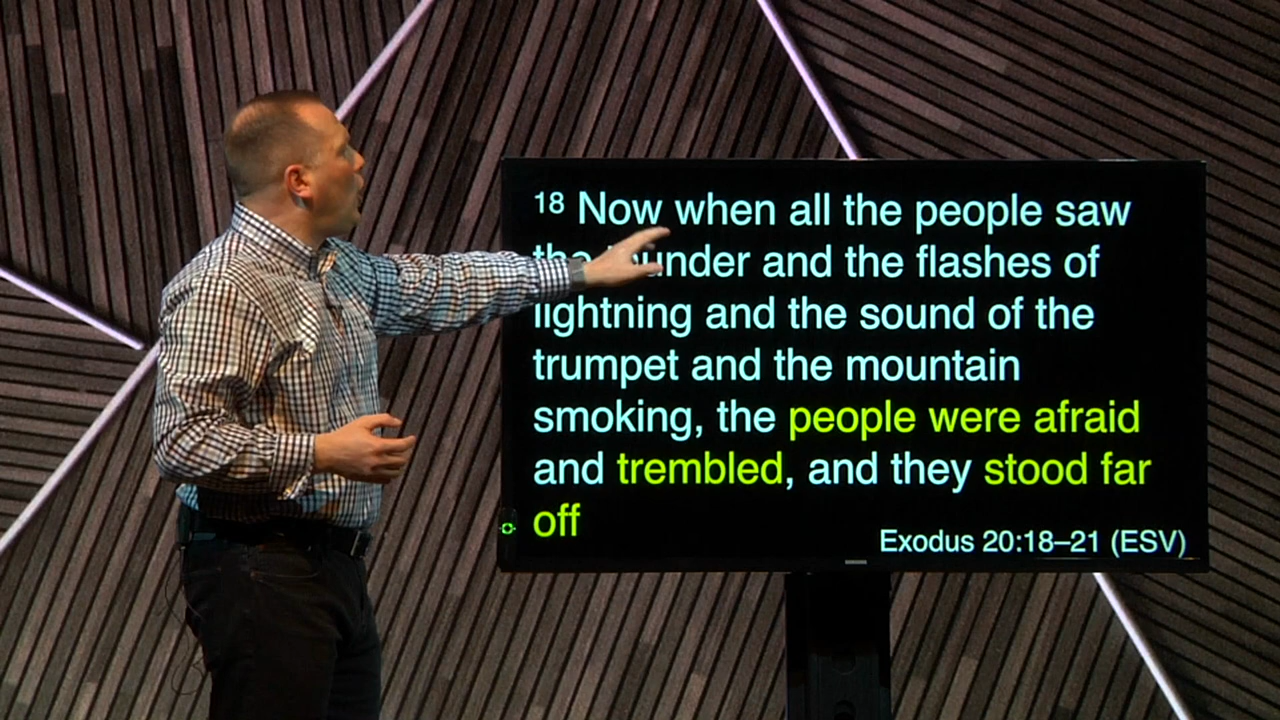 18 Now when all the people saw
the thunder and the flashes of
lightning and the sound of the
trumpet and the mountain
smoking, the people were afraid
and trembled, and they stood far
off
Exodus 20:18–21 (ESV)